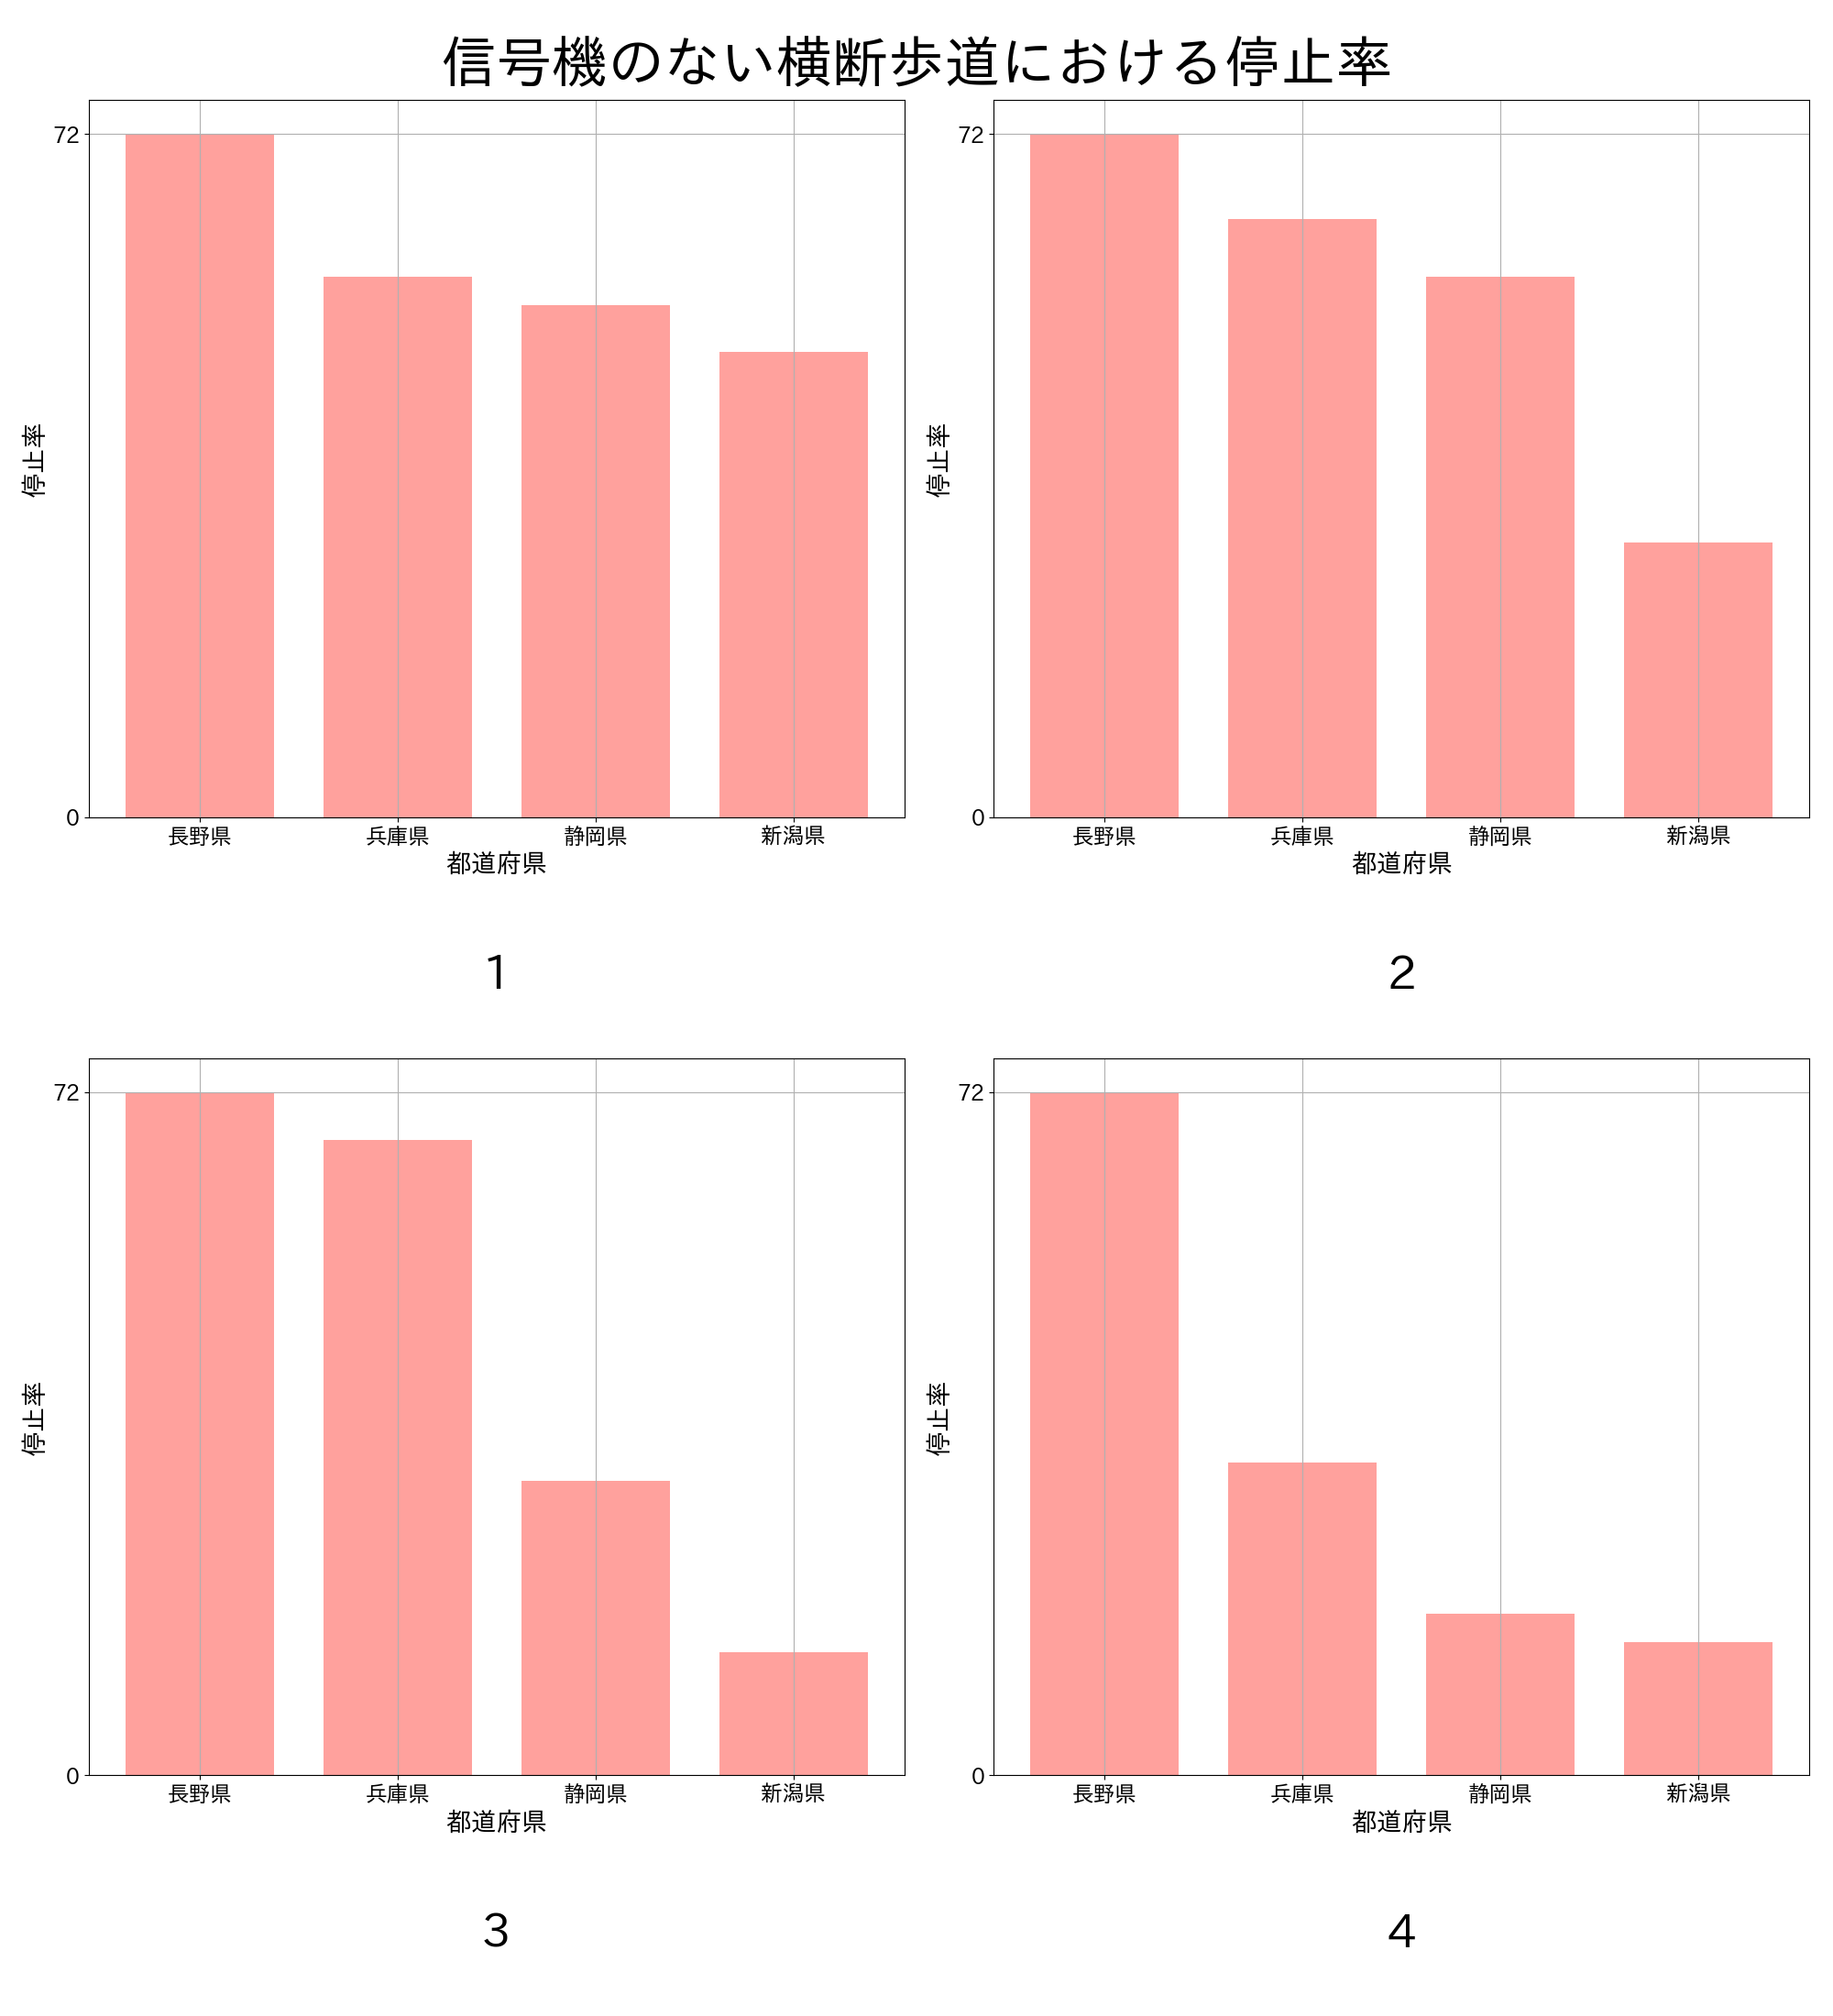 信号機のない横断歩道における停止率
72
0
停止率
長野県 兵庫県 静岡県 新潟県
都道府県
1
72
0
停止率
長野県 兵庫県 静岡県 新潟県
都道府県
2
72
0
停止率
長野県 兵庫県 静岡県 新潟県
都道府県
3
72
0
停止率
長野県 兵庫県 静岡県 新潟県
都道府県
4